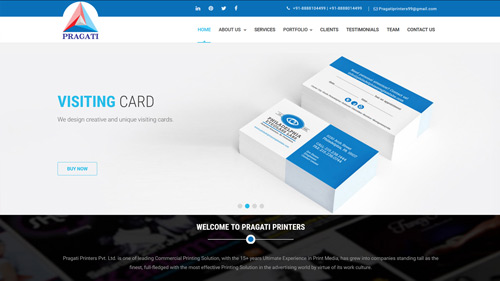 +91-8888104499 | +91-8888014499 Pragatiprinters99@gmail.com
PRAGATI
HOME ABOUT US SERVICES PORTFOLIO CLIENTS TESTIMONIALS TEAM CONTACT US
VISITING CARD
We design creative and unique visiting cards.
BUY NOW
PHILADELPHIA
WELCOME TO PRAGATI PRINTERS
Pragati Printers Pvt. Ltd. is one of leading Commercial Printing Solution, with the 15+ years Ultimate Experience in Print Media, has grew into companies standing tall as the
finest, full-fledged with the most effective Printing Solution in the advertising world by virtue of its work culture.